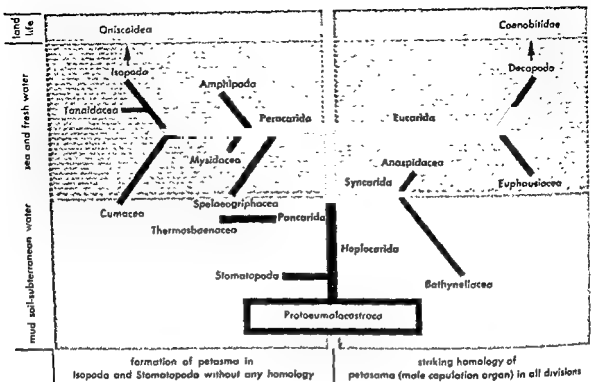 land life
Oniscoidea
Coenobitidae
sea and fresh water
Isopoda
Decapoda
Amphipoda
Tanaidacea
Peracarida
Eucarida
Mysidacea
Anaspidacea
Syncarida
Euphausiacea
Cumacea
Spelaeogriphacea
Pancarida
Thermosbaenacea
mud soil-subterranean water
Hoplocarida
Stomatopoda
Bathynellacea
Protoeumalacostraca
formation of petasma in
Isopoda and Stomatopoda without any homology
striking homology of
petasama (male copulation organ) in all divisions